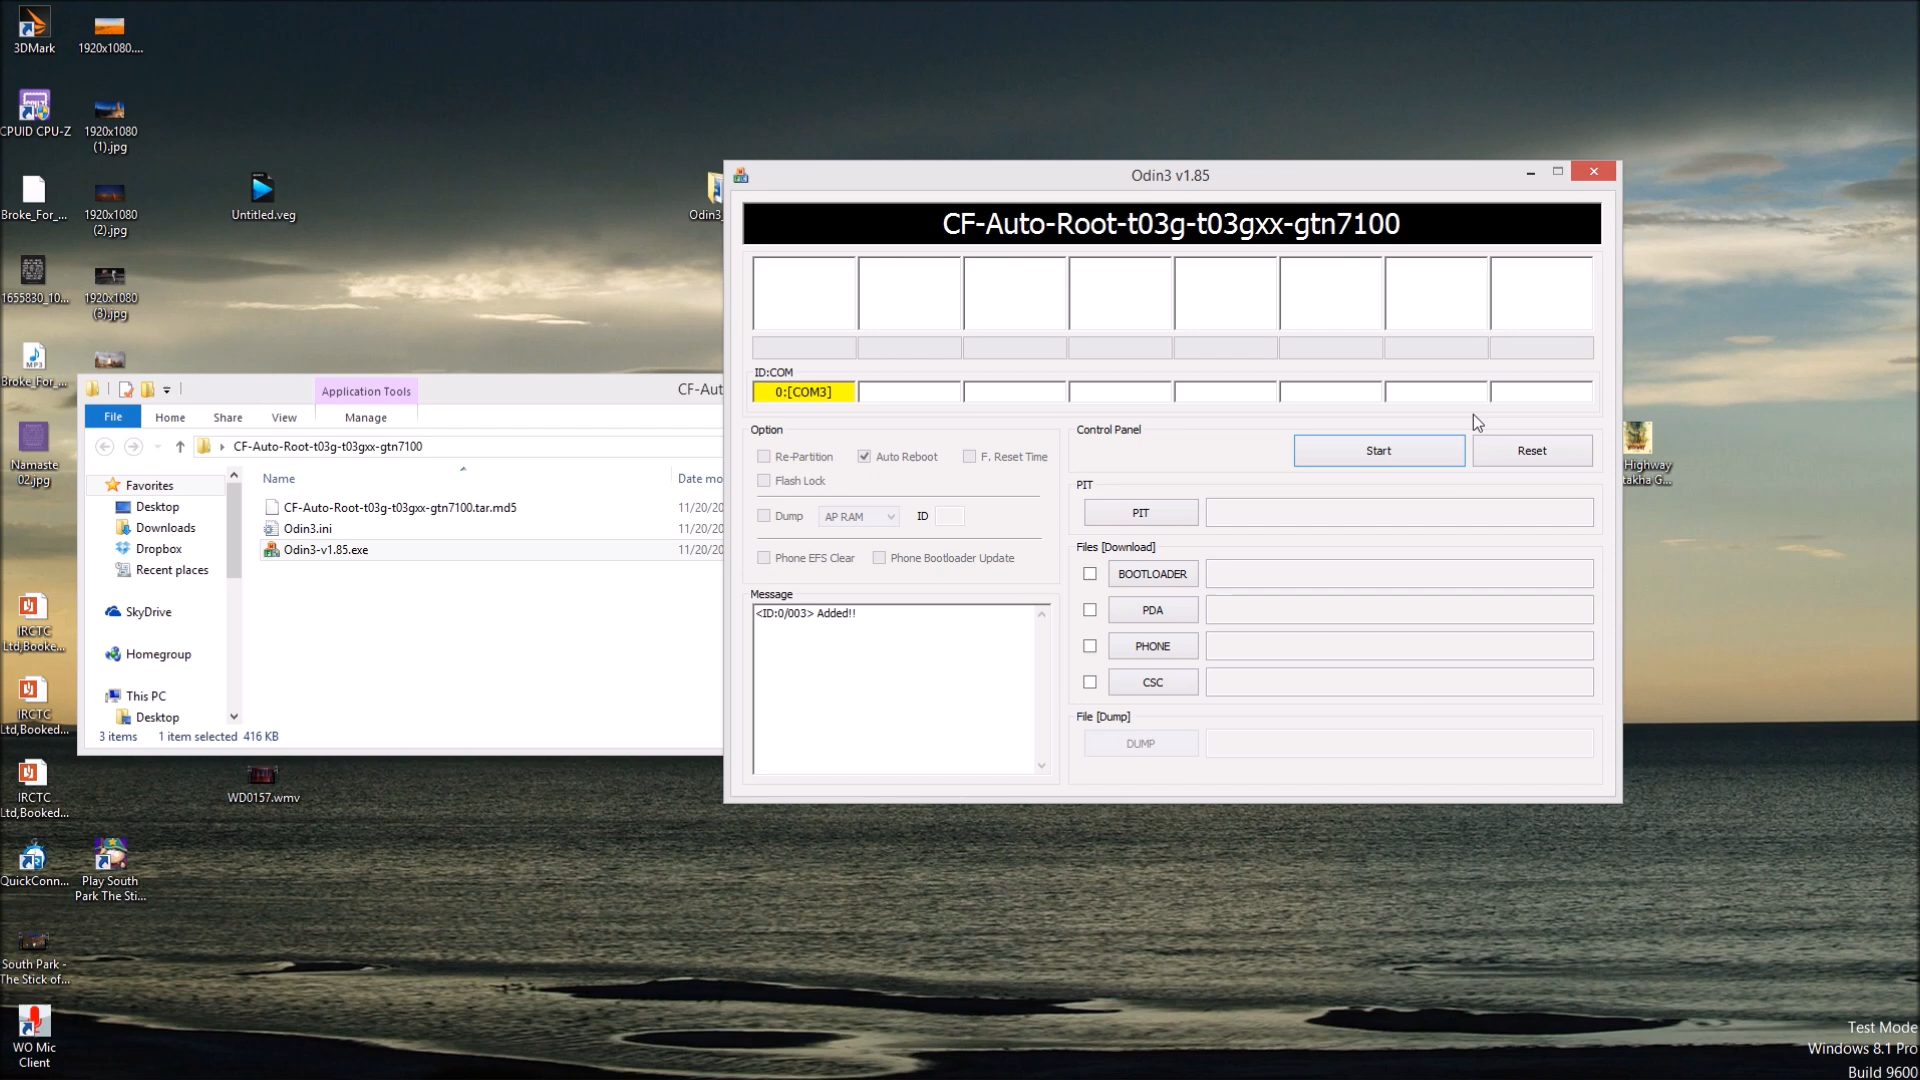 3DMark
1920x1080....
CPUID CPU-Z
1920x1080
(1).jpg
Broke_For_...
1920x1080
(2).jpg
Untitled.veg
Odin3_
1655830_10...
1920x1080
(3).jpg
MP3
Broke_For_...
Namaste
02.jpg
IRCTC
Ltd,Booke...
IRCTC
Ltd,Booked...
IRCTC
Ltd,Booked...
WD0157.wmv
QuickConn...
Play South
Park The Sti...
South Park -
The Stick of...
WO Mic
Client
Highway
takha G...
Application Tools
CF-Aut
File
Home
Share
View
Manage
CF-Auto-Root-t03g-t03gxx-gtn7100
Favorites
Desktop
Downloads
Dropbox
Recent places
SkyDrive
Homegroup
This PC
Desktop
Name
Date mo
CF-Auto-Root-t03g-t03gxx-gtn7100.tar.md5
11/20/20
Odin3.ini
11/20/20
Odin3-v1.85.exe
11/20/20
3 items
1 item selected 416 KB
Odin3 v1.85
CF-Auto-Root-t03g-t03gxx-gtn7100
ID:COM
0:[COM3]
Option
Re-Partition
Auto Reboot
F. Reset Time
Flash Lock
Dump
AP RAM
ID
Phone EFS Clear
Phone Bootloader Update
Message
<ID:0/003> Added!!
Control Panel
Start
Reset
PIT
PIT
Files [Download]
BOOTLOADER
PDA
PHONE
CSC
File [Dump]
DUMP
Test Mode
Windows 8.1 Pro
Build 9600